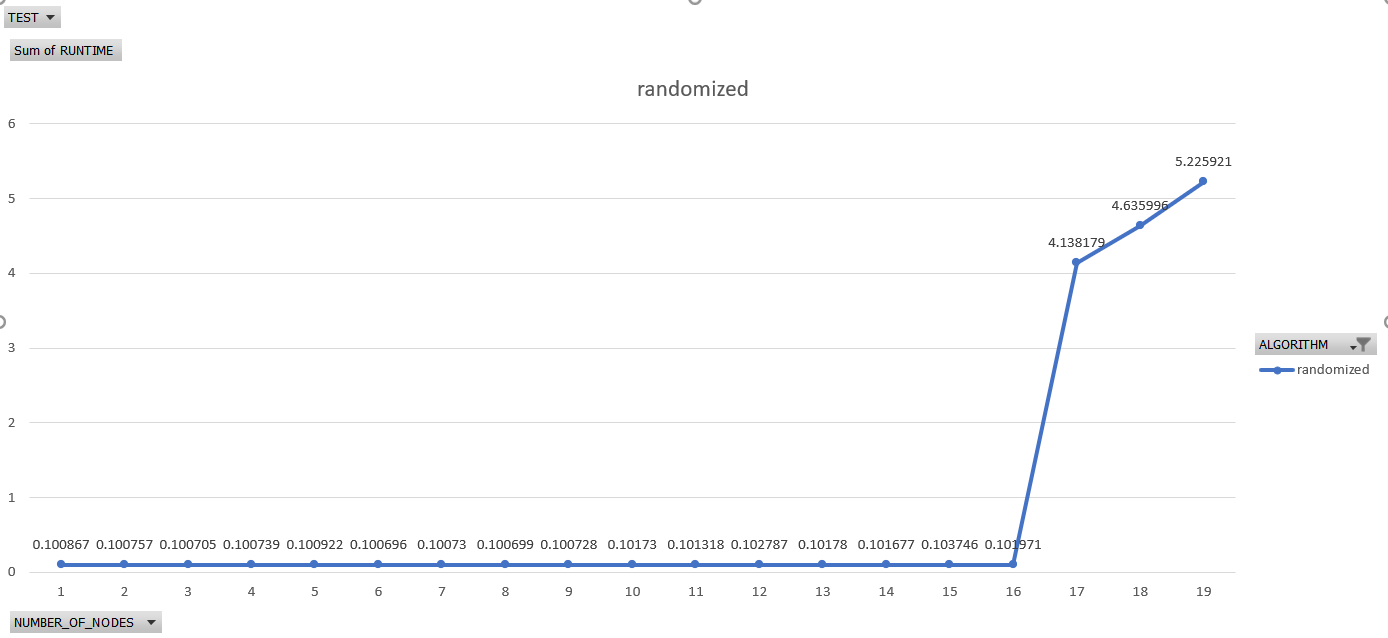 TEST
Sum of RUNTIME
randomized
6
5.225921
5
4.635996
4.138179
4
3
ALGORITHM
randomized
2
1
0.100867 0.100757 0.100705 0.100739 0.100922 0.100696 0.10073 0.100699 0.100728 0.10173 0.101318 0.102787 0.10178 0.101677 0.103746 0.101971
0
1 2 3 4 5 6 7 8 9 10 11 12 13 14 15 16 17 18 19
NUMBER_OF_NODES